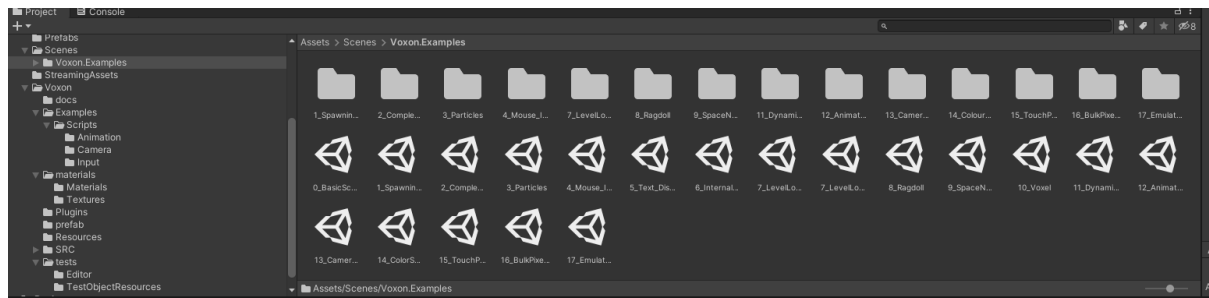 Project Console
8
Prefabs
Scenes
Voxon.Examples
StreamingAssets
Voxon
docs
Examples
Scripts
Animation
Camera
Input
materials
Materials
Textures
Plugins
prefab
Resources
SRC
tests
Editor
TestObjectResources
Assets > Scenes > Voxon.Examples
1_Spawnin... 2_Comple... 3_Particles 4_Mouse_I... 7_LevelLo... 8_Ragdoll 9_SpaceN... 11_Dynami... 12_Animat... 13_Camer... 14_Colour... 15_TouchP... 16_BulkPixe... 17_Emulat...
0_BasicSc... 1_Spawnin... 2_Comple... 3_Particles 4_Mouse_I... 5_Text_Dis... 6_Internal... 7_LevelLo... 7_LevelLo... 8_Ragdoll 9_SpaceN... 10_Voxel 11_Dynami... 12_Animat...
13_Camer... 14_ColorS... 15_TouchP... 16_BulkPixe... 17_Emulat...
Assets/Scenes/Voxon.Examples